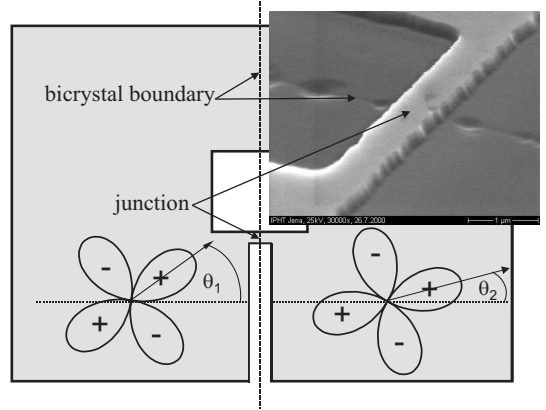 bicrystal boundary
junction
IPHT Jena, 25kV, 30000x, 26.7.2000
1 µm
- + + - θ1
- + + - θ2